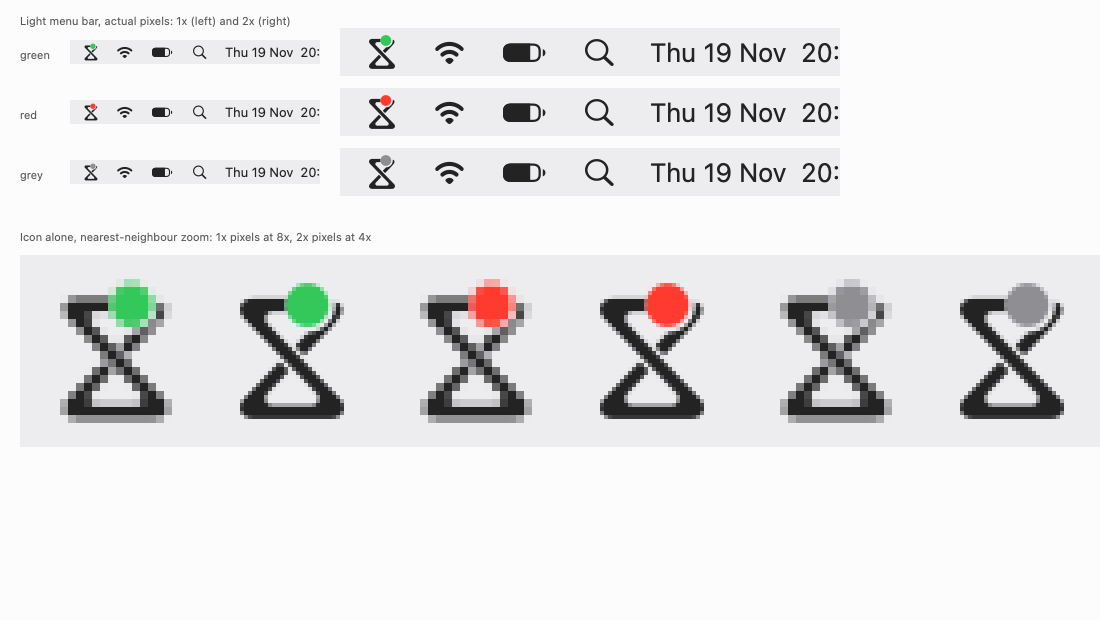 Light menu bar, actual pixels: 1x (left) and 2x (right)
green
Thu 19 Nov 20:
Thu 19 Nov 20:
red
Thu 19 Nov 20:
Thu 19 Nov 20:
grey
Thu 19 Nov 20:
Thu 19 Nov 20:
Icon alone, nearest-neighbour zoom: 1x pixels at 8x, 2x pixels at 4x